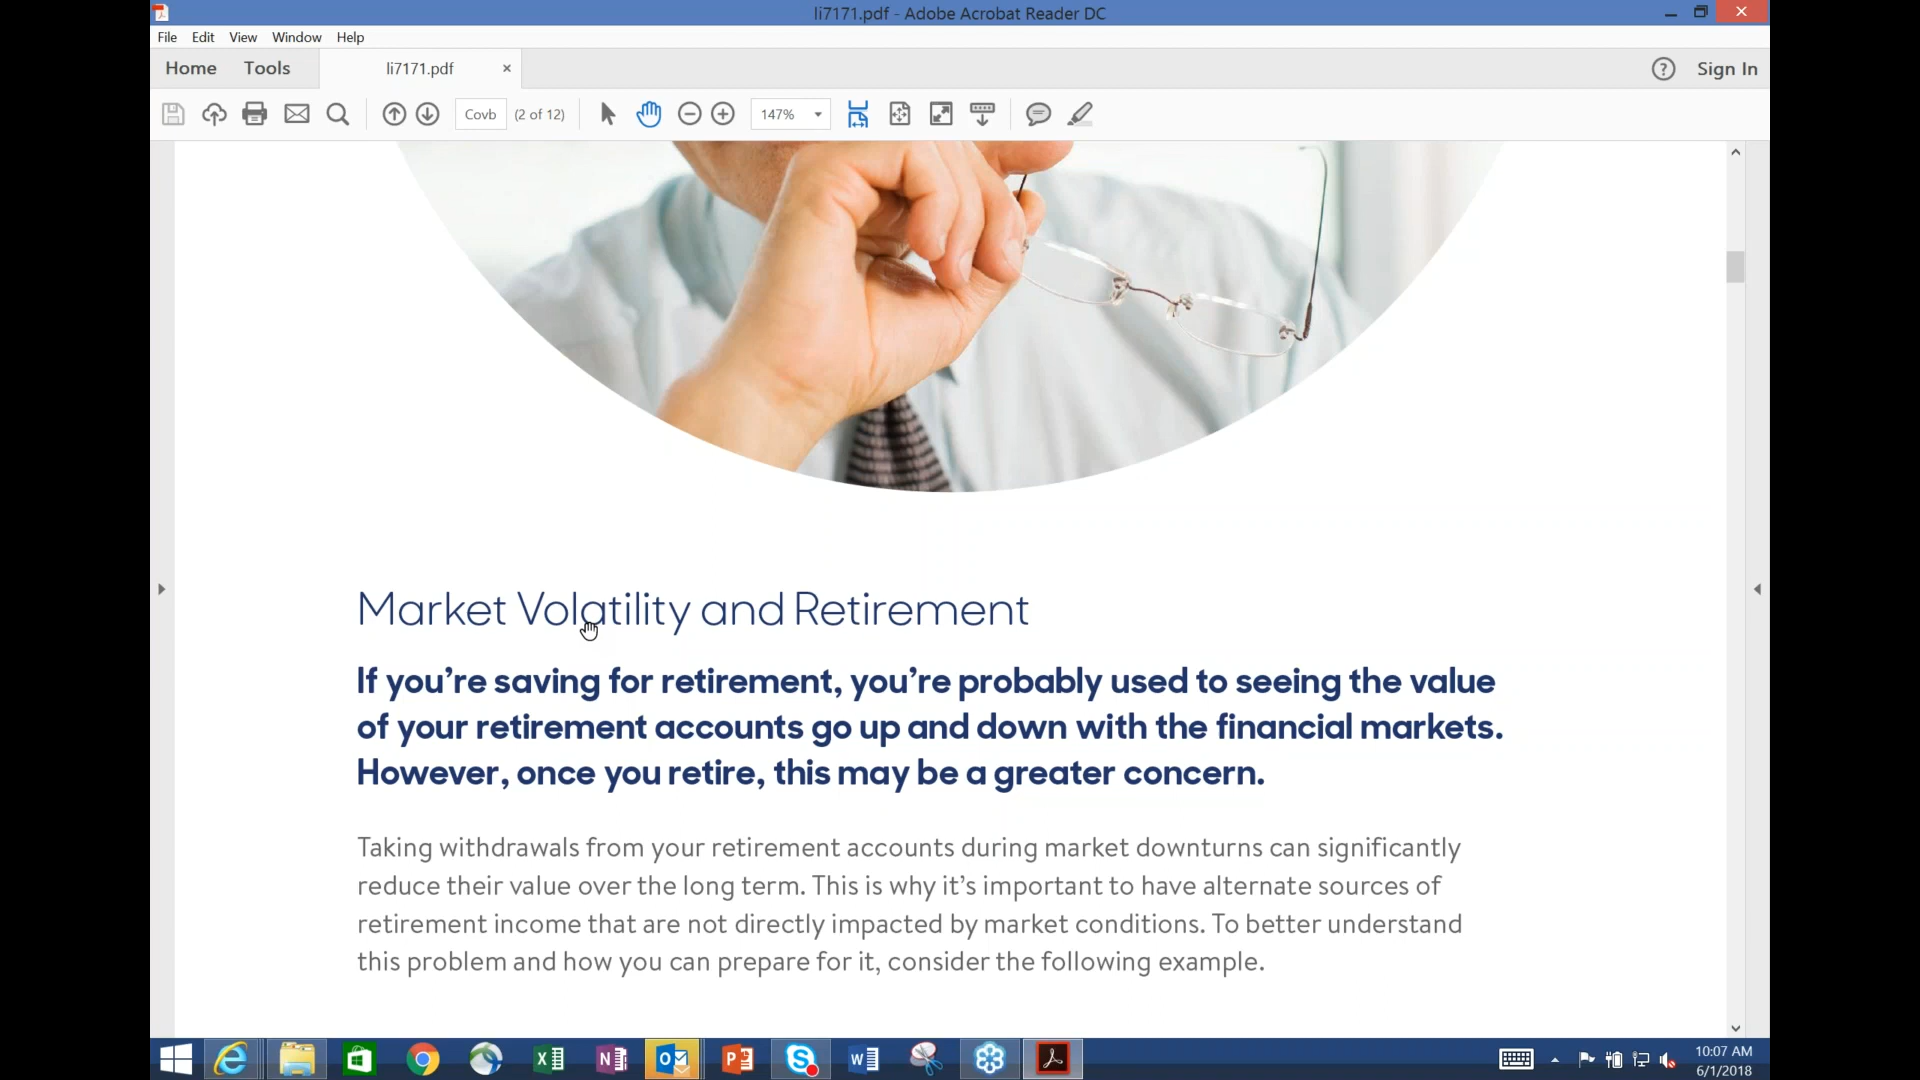 li7171.pdf - Adobe Acrobat Reader DC
File Edit View Window Help
Home Tools li7171.pdf × Sign In
Covb (2 of 12) 147%
Market Volatility and Retirement
If you're saving for retirement, you're probably used to seeing the value
of your retirement accounts go up and down with the financial markets.
However, once you retire, this may be a greater concern.
Taking withdrawals from your retirement accounts during market downturns can significantly
reduce their value over the long term. This is why it's important to have alternate sources of
retirement income that are not directly impacted by market conditions. To better understand
this problem and how you can prepare for it, consider the following example.
10:07 AM
6/1/2018